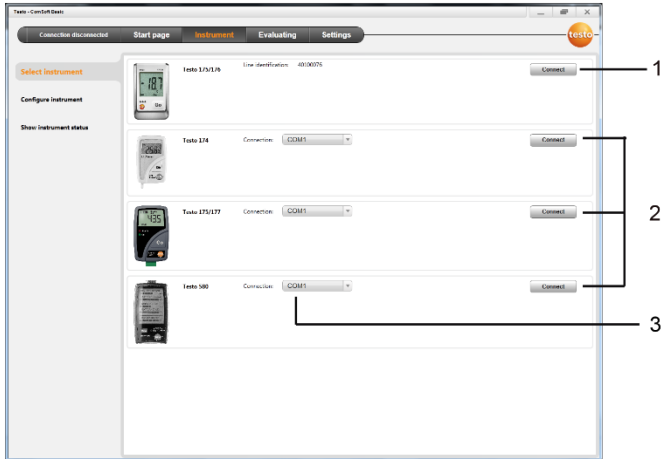 Testo - ComSoft Basic
Connection disconnected Start page Instrument Evaluating Settings testo
Select instrument
Configure instrument
Show instrument status
Testo 175/176 Line identification: 40100076 Connect 1
Testo 174 Connection: COM1 Connect
Testo 175/177 Connection: COM1 Connect 2
Testo 580 Connection: COM1 Connect
3